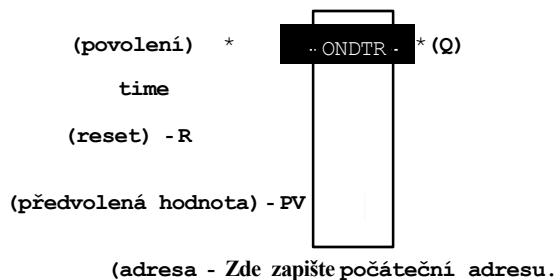 (povolení) * - ONDTR - * (Q)
time
(reset) - R
(předvolená hodnota) - PV
(adresa - Zde zapište počáteční adresu.